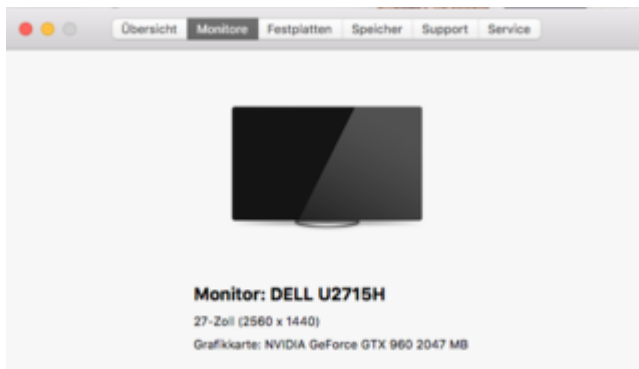 Übersicht Monitore Festplatten Speicher Support Service
Monitor: DELL U2715H
27-Zoll (2560 x 1440)
Grafikkarte: NVIDIA GeForce GTX 960 2047 MB